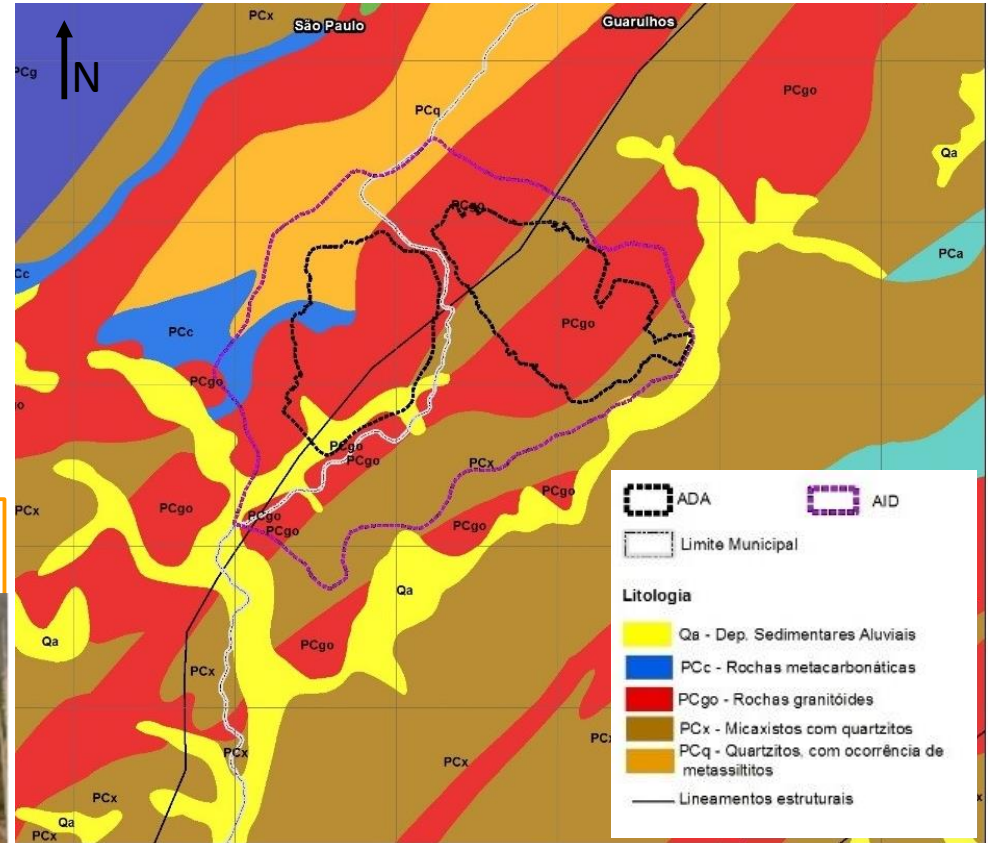 PCx
São Paulo
Guarulhos
N
PCg
PCgo
PCq
Qa
PCgo
PCa
Cc
PCc
PCgo
PCgo
go
PCgo
PCgo
PCx
PCgo
PCx
PCgo
PCgo
PCgo
PCgo
Qa
Qa
PCgo
PCx
PCx
PCx
PCx
PCx
Qa
PCx
x
ADA
AID
Limite Municipal
Litologia
Qa - Dep. Sedimentares Aluviais
PCc - Rochas metacarbonáticas
PCgo - Rochas granitóides
PCx - Micaxistos com quartzitos
PCq - Quartzitos, com ocorrência de
metassiltitos
Lineamentos estruturais